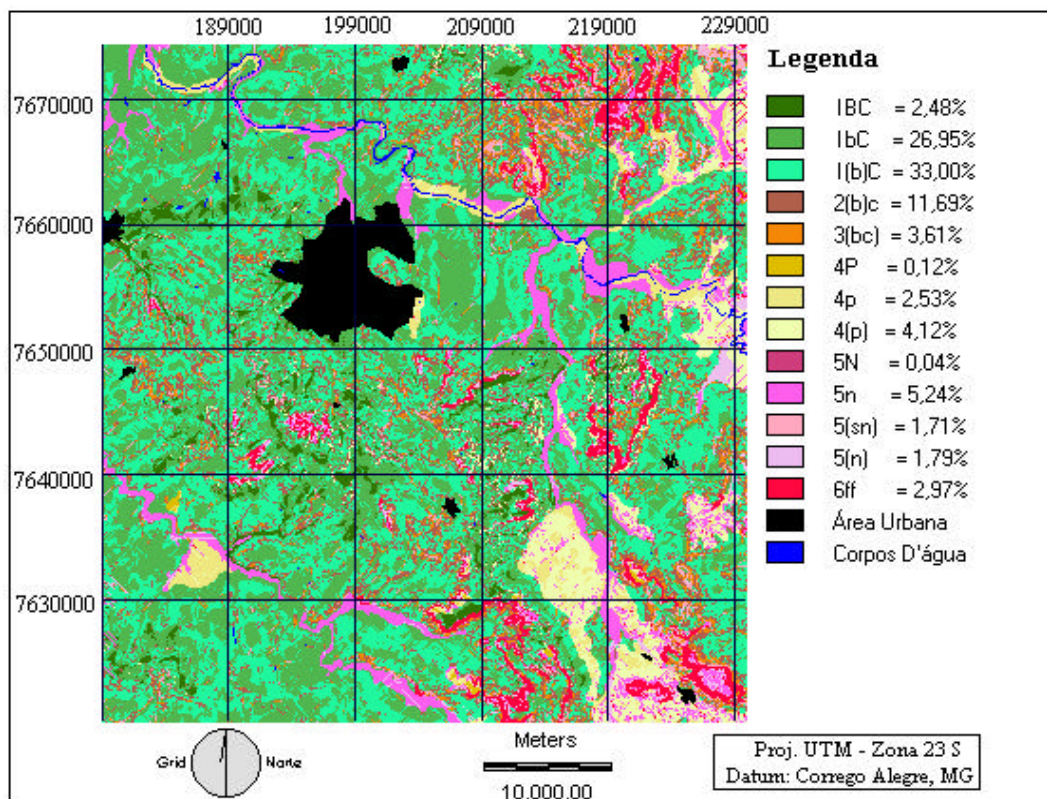 189000 199000 209000 219000 229000
7670000
7660000
7650000
7640000
7630000
Legenda
1BC = 2,48%
1bC = 26,95%
1(b)C = 33,00%
2(b)c = 11,69%
3(bc) = 3,61%
4P = 0,12%
4p = 2,53%
4(p) = 4,12%
5N = 0,04%
5n = 5,24%
5(sn) = 1,71%
5(n) = 1,79%
6ff = 2,97%
Área Urbana
Corpos D'água
Grid Norte
Meters
10.000,00
Proj. UTM - Zona 23 S
Datum: Corrego Alegre, MG